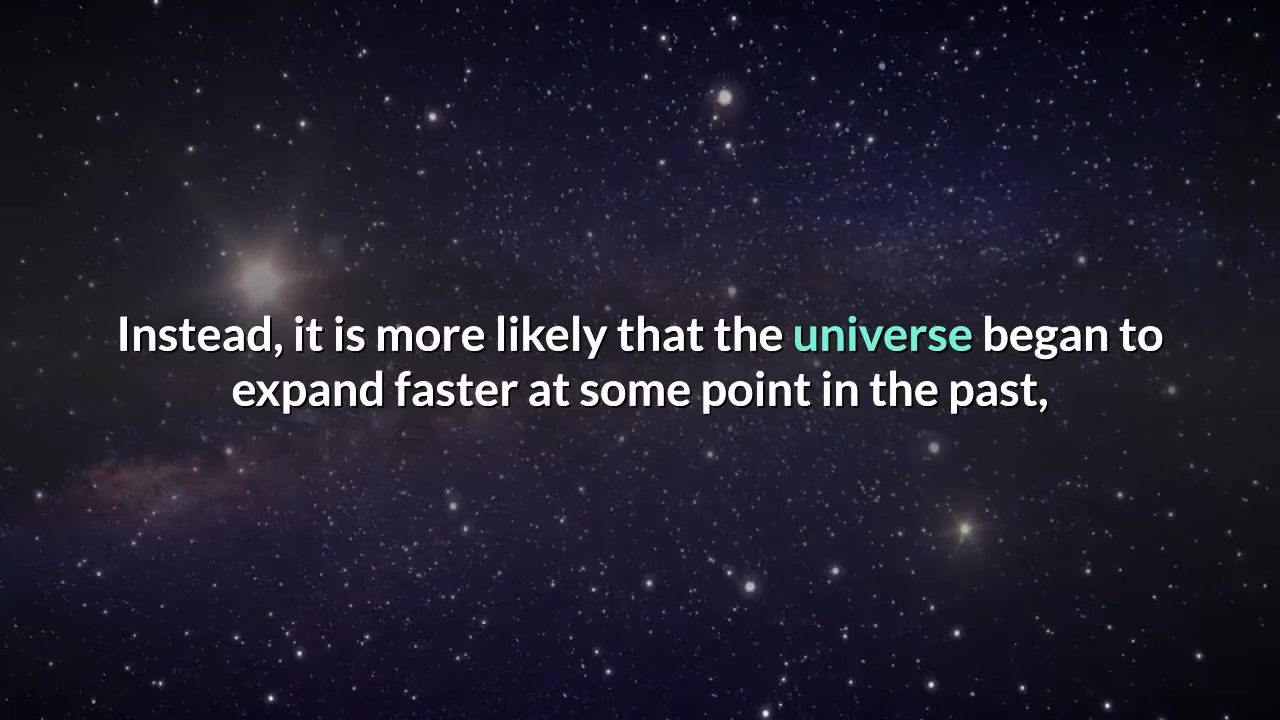 Instead, it is more likely that the universe began to
expand faster at some point in the past,